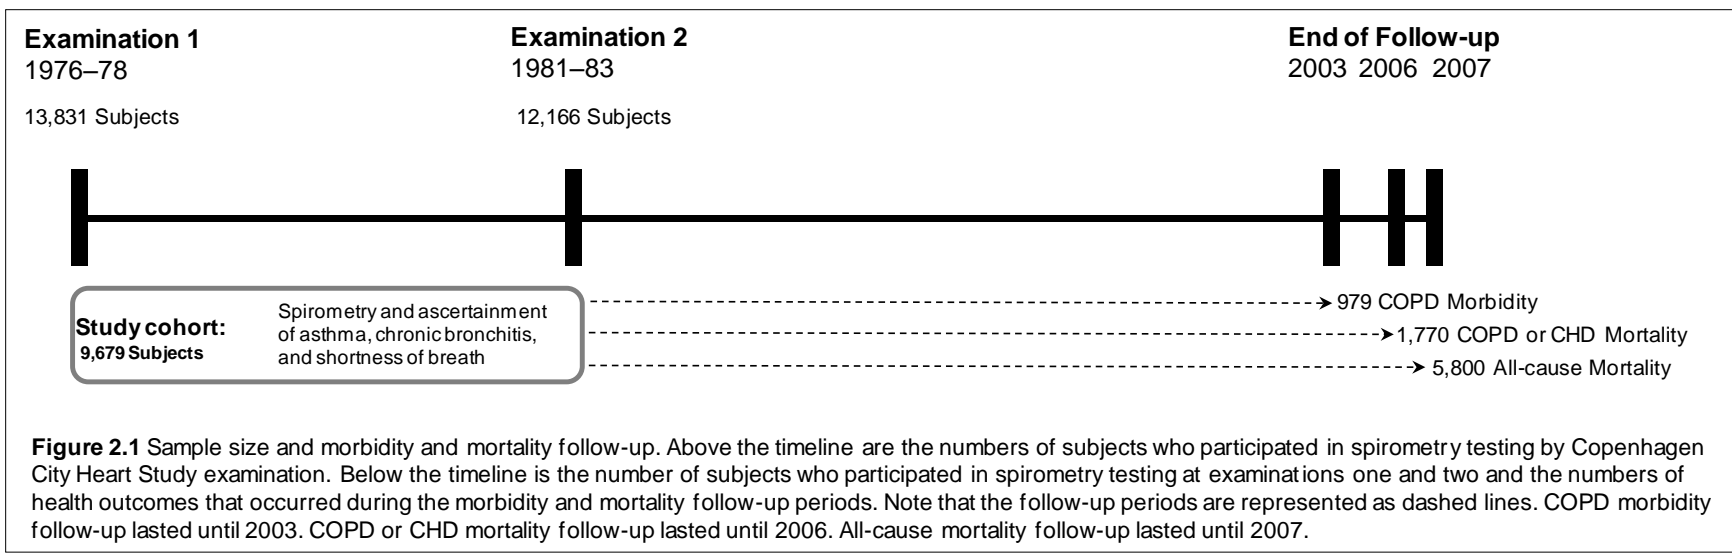 Examination 1
1976–78
13,831 Subjects
Examination 2
1981–83
12,166 Subjects
End of Follow-up
2003 2006 2007
Study cohort:
9,679 Subjects
Spirometry and ascertainment
of asthma, chronic bronchitis,
and shortness of breath
979 COPD Morbidity
1,770 COPD or CHD Mortality
5,800 All-cause Mortality
Figure 2.1 Sample size and morbidity and mortality follow-up. Above the timeline are the numbers of subjects who participated in spirometry testing by Copenhagen
City Heart Study examination. Below the timeline is the number of subjects who participated in spirometry testing at examinations one and two and the numbers of
health outcomes that occurred during the morbidity and mortality follow-up periods. Note that the follow-up periods are represented as dashed lines. COPD morbidity
follow-up lasted until 2003. COPD or CHD mortality follow-up lasted until 2006. All-cause mortality follow-up lasted until 2007.